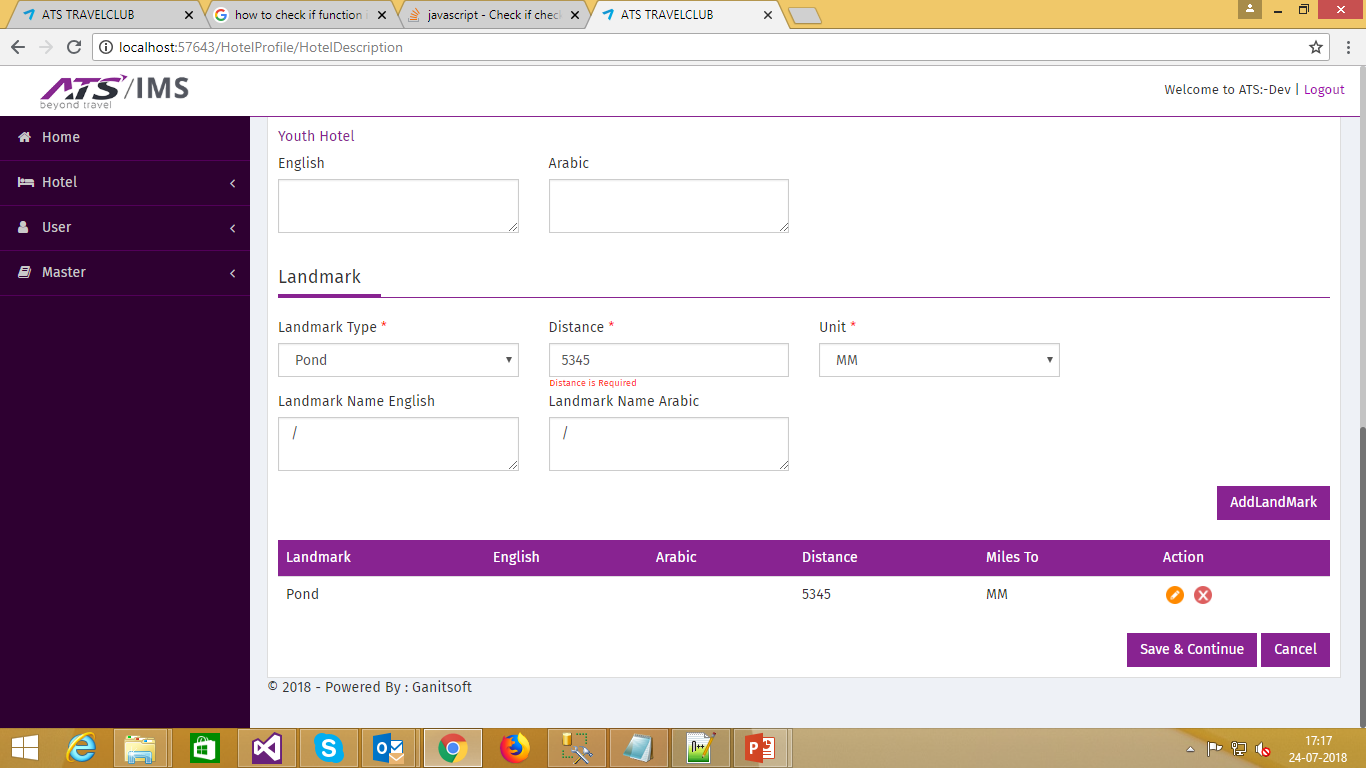 ATS TRAVELCLUB
how to check if function i
javascript - Check if chec
ATS TRAVELCLUB
localhost:57643/HotelProfile/HotelDescription
ATS/IMS
beyond travel
Welcome to ATS:-Dev | Logout
Home
Hotel
User
Master
Youth Hotel
English Arabic
Landmark
Landmark Type * Distance * Unit *
Pond 5345 MM
Distance is Required
Landmark Name English Landmark Name Arabic
/ /
AddLandMark
Landmark English Arabic Distance Miles To Action
Pond 5345 MM
Save & Continue Cancel
© 2018 - Powered By : Ganitsoft
17:17
24-07-2018